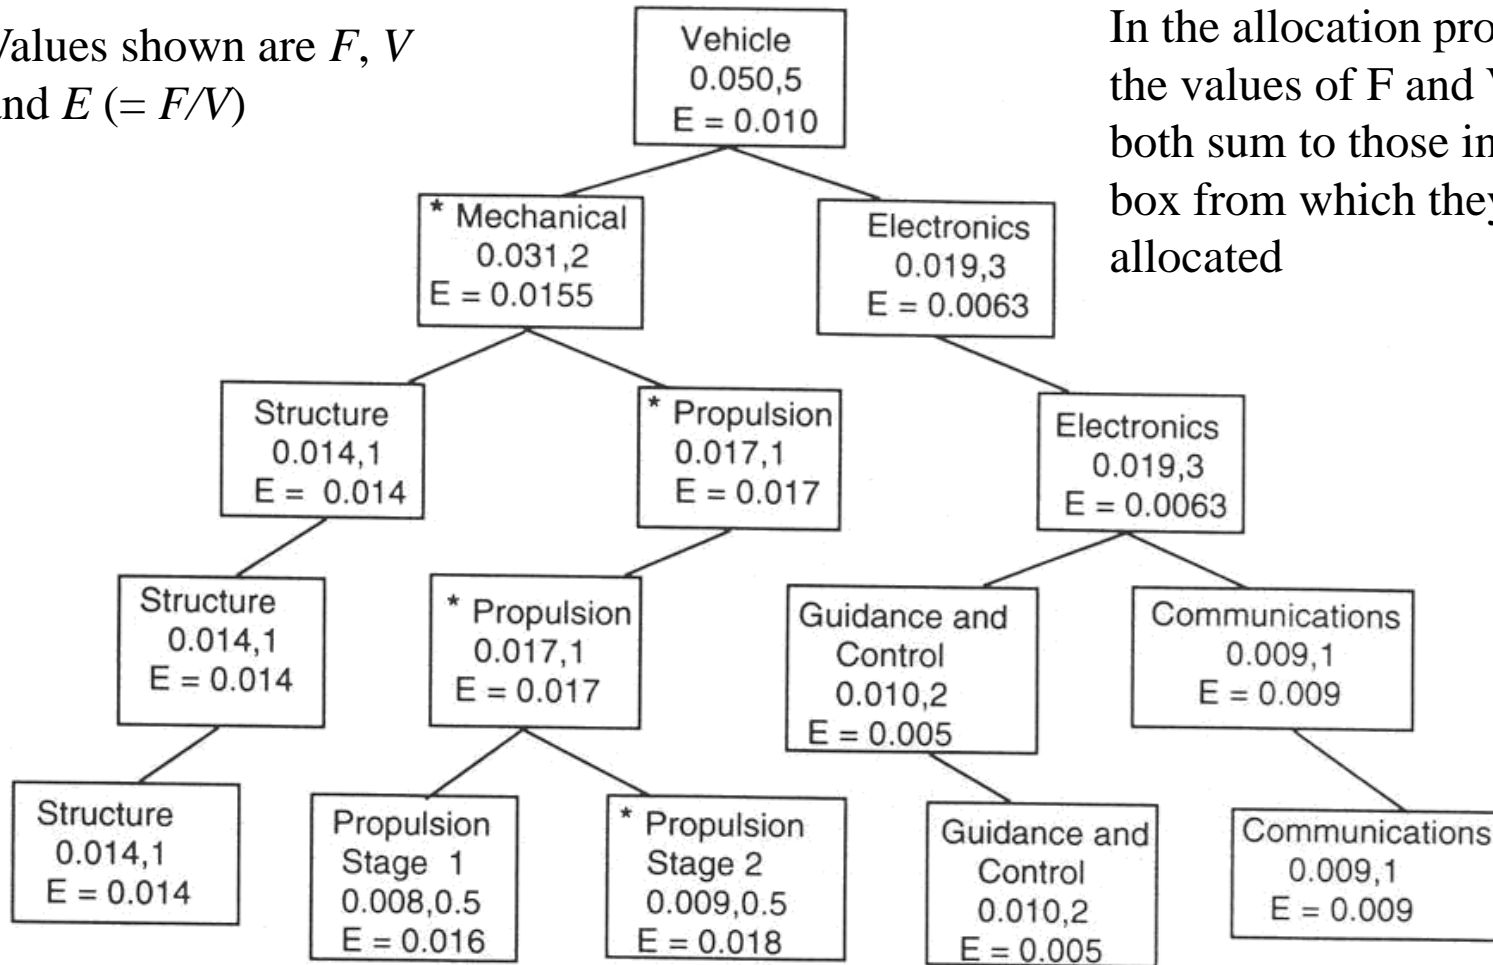 Values shown are F, V
and E (= F/V)
In the allocation
the values of F and
both sum to those in
box from which they
allocated
Vehicle
0.050,5
E = 0.010
* Mechanical
0.031,2
E = 0.0155
Electronics
0.019,3
E = 0.0063
Structure
0.014,1
E = 0.014
* Propulsion
0.017,1
E = 0.017
Electronics
0.019,3
E = 0.0063
Structure
0.014,1
E = 0.014
* Propulsion
0.017,1
E = 0.017
Guidance and
Control
0.010,2
E = 0.005
Communications
0.009,1
E = 0.009
Structure
0.014,1
E = 0.014
Propulsion
Stage 1
0.008,0.5
E = 0.016
* Propulsion
Stage 2
0.009,0.5
E = 0.018
Guidance and
Control
0.010,2
E = 0.005
Communications
0.009,1
E = 0.009